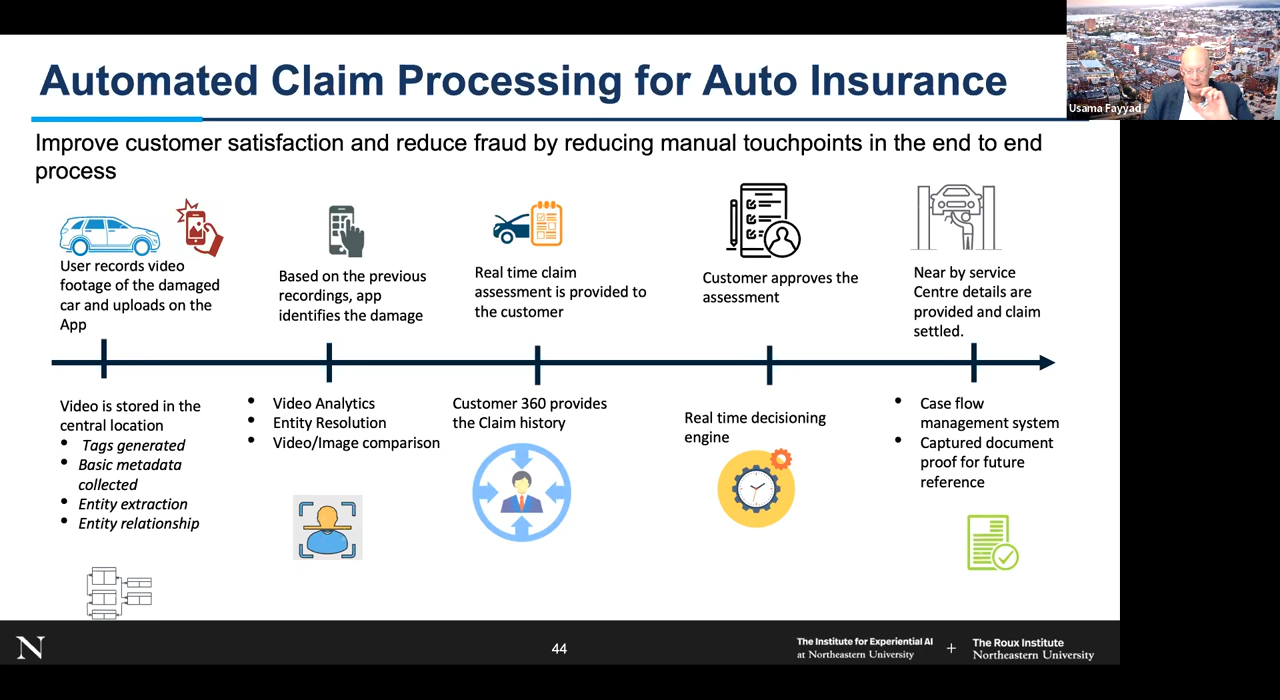 Automated Claim Processing for Auto Insurance
Usama Fayyad
Improve customer satisfaction and reduce fraud by reducing manual touchpoints in the end to end
process
User records video
footage of the damaged
car and uploads on the
App
Based on the previous
recordings, app
identifies the damage
Real time claim
assessment is provided to
the customer
Customer approves the
assessment
Near by service
Centre details are
provided and claim
settled.
Video is stored in the
central location
• Tags generated
• Basic metadata
collected
• Entity extraction
• Entity relationship
• Video Analytics
• Entity Resolution
• Video/Image comparison
Customer 360 provides
the Claim history
Real time decisioning
engine
• Case flow
management system
• Captured document
proof for future
reference
N
44
The Institute for Experiential AI
at Northeastern University
+
The Roux Institute
Northeastern University